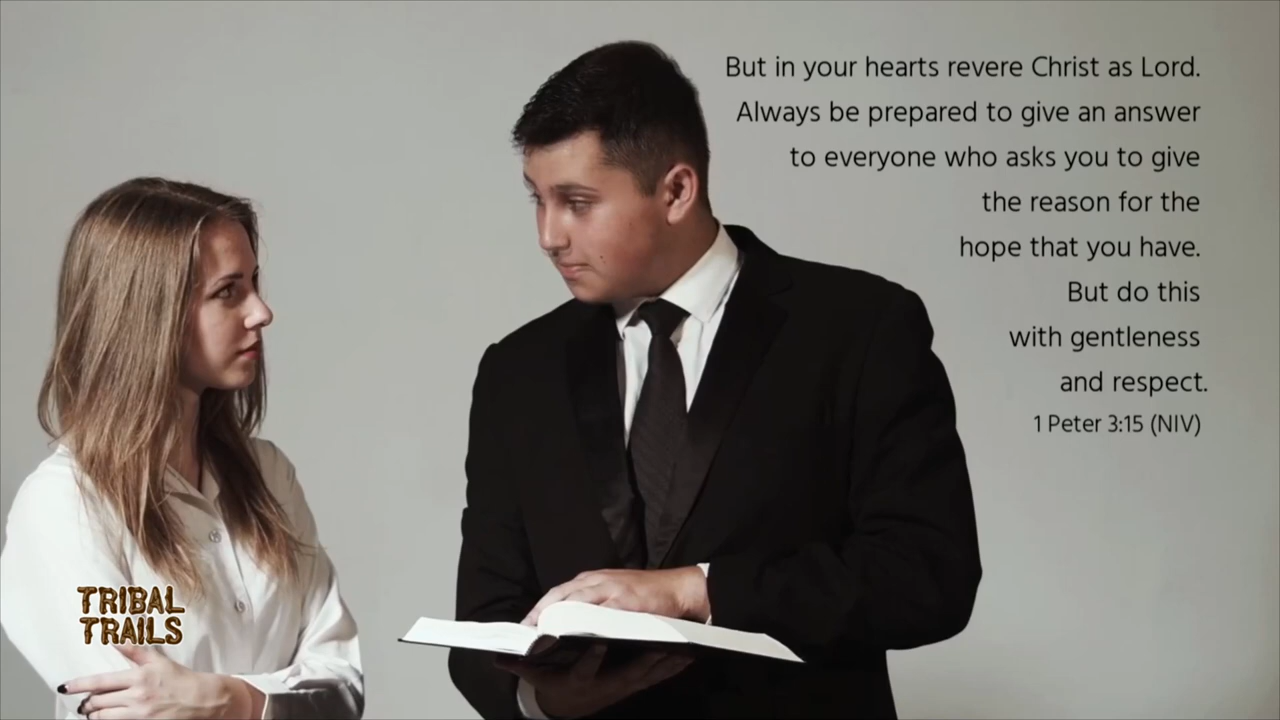 But in your hearts revere Christ as Lord.
Always be prepared to give an answer
to everyone who asks you to give
the reason for the
hope that you have.
But do this
with gentleness
and respect.
1 Peter 3:15 (NIV)
TRIBAL
TRAILS